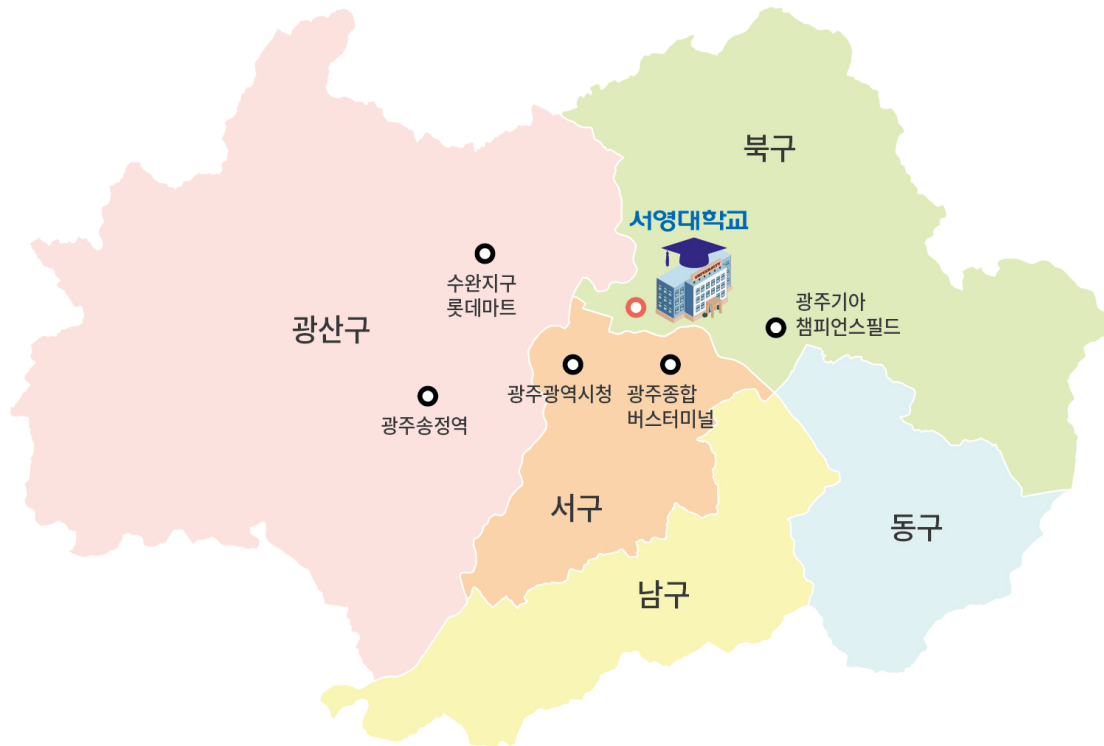 북구
서영대학교
UNIVERSITY
수완지구
롯데마트
광주기아
챔피언스필드
광산구
광주광역시청
광주종합
버스터미널
광주송정역
서구
동구
남구